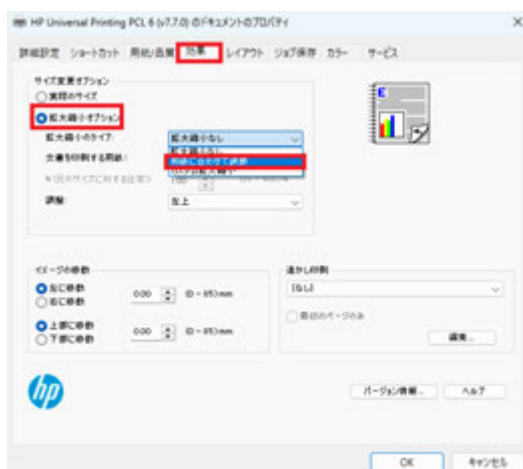 HP Universal Printing PCL 6 (v7.7.0) のドキュメントのプロパティ
詳細設定 ショートカット 用紙/品質 効果 レイアウト ジョブ保存 カラー サービス
サイズ変更オプション
実際のサイズ
拡大縮小オプション
拡大縮小のタイプ: 拡大縮小なし
拡大縮小なし
文書を印刷する用紙: 用紙に合わせて調整
調整: 左上
イメージの移動
左に移動 0.00
右に移動
上部に移動 0.00
下部に移動
透かし印刷
[なし]
最初のページのみ
編集...
hp
バージョン情報... ヘルプ
OK キャンセル